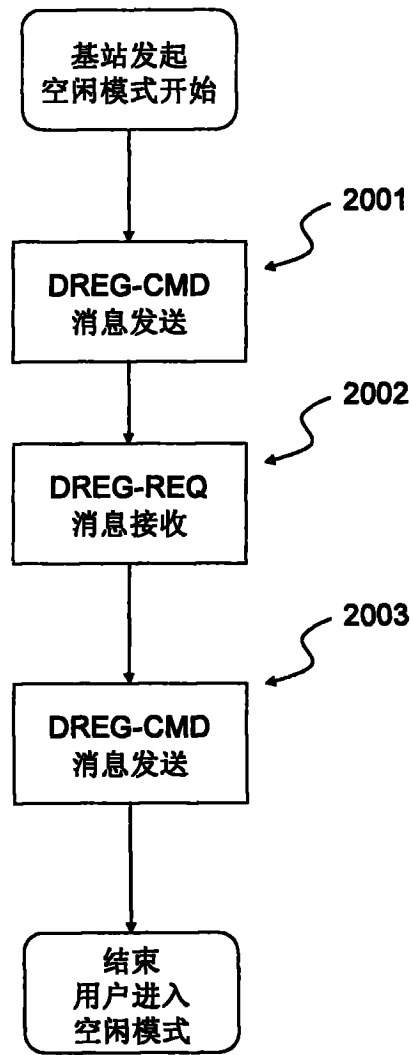 基站发起
空闲模式开始
2001
DREG-CMD
消息发送
2002
DREG-REQ
消息接收
2003
DREG-CMD
消息发送
结束
用户进入
空闲模式